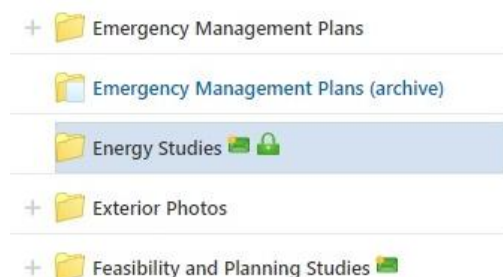 Emergency Management Plans
Emergency Management Plans (archive)
Energy Studies
Exterior Photos
Feasibility and Planning Studies